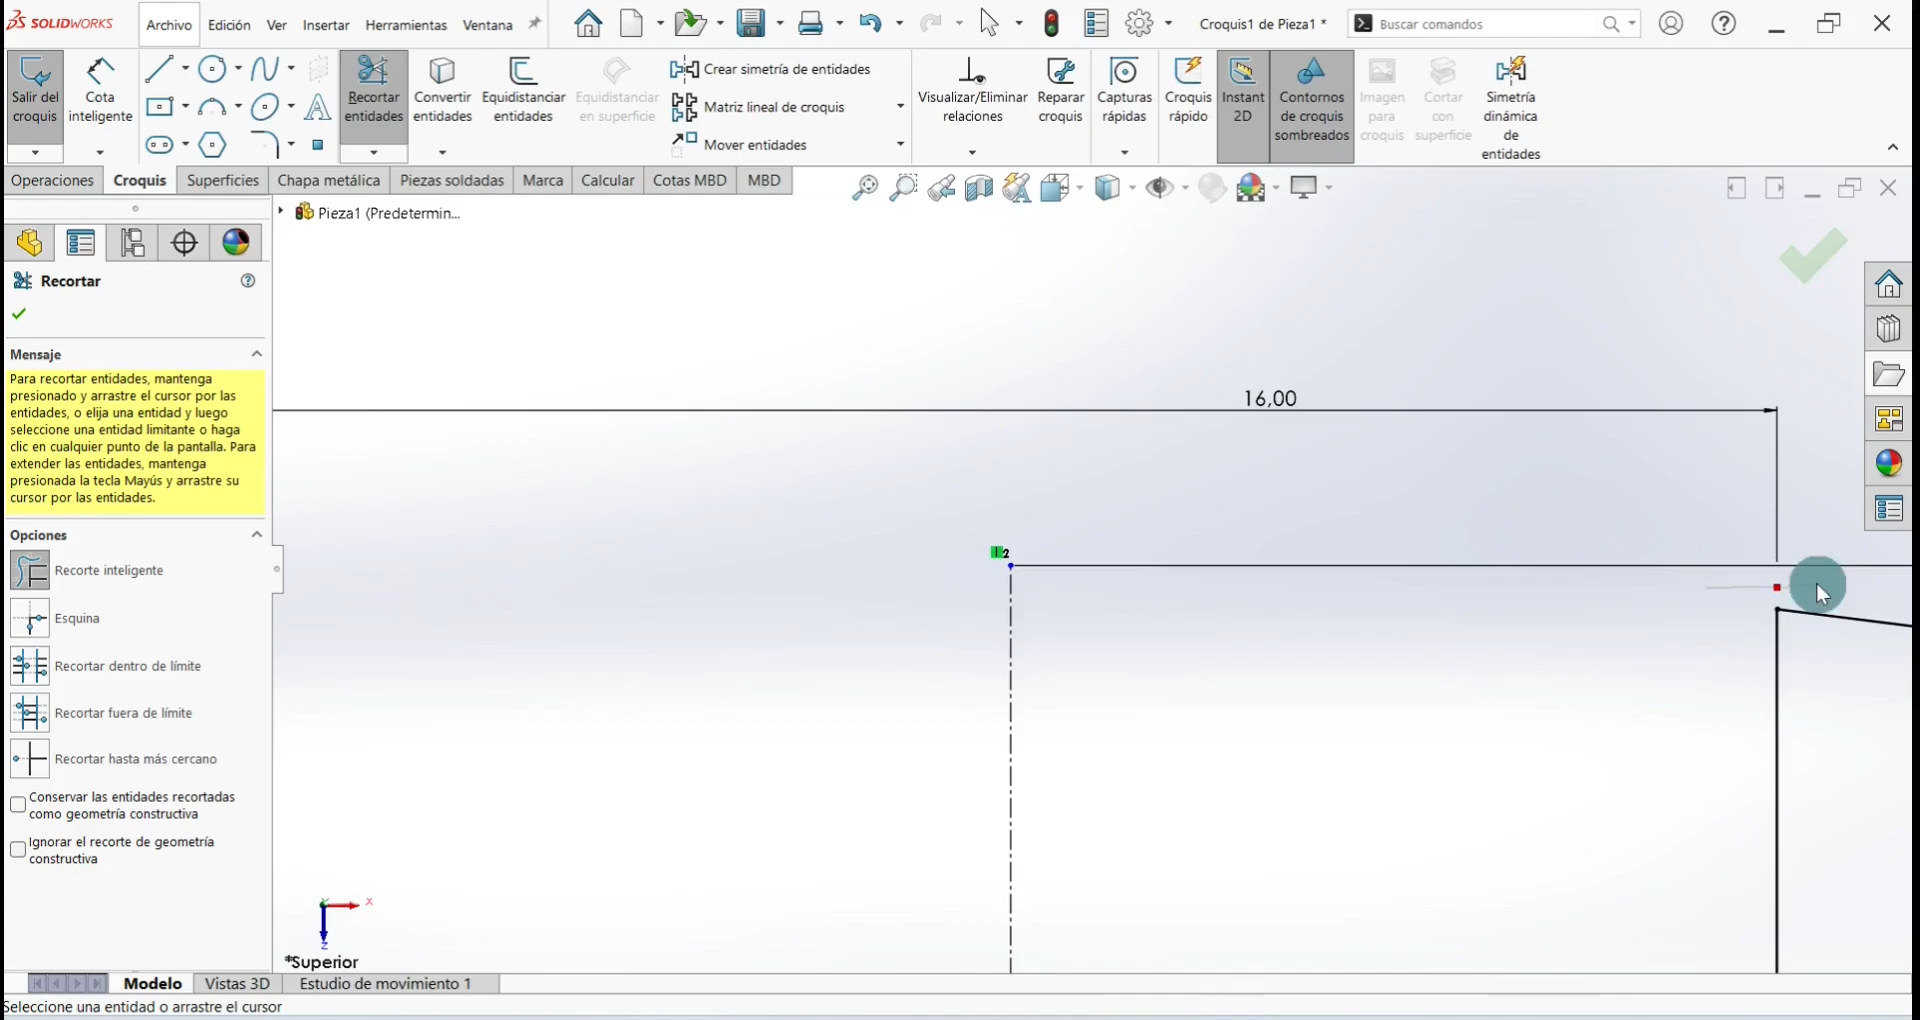 SOLIDWORKS
Archivo Edición Ver Insertar Herramientas Ventana
Croquis1 de Pieza1 *
Buscar comandos
Salir del croquis
Cota inteligente
Recortar entidades
Convertir entidades
Equidistanciar entidades
Equidistanciar en superficie
Crear simetría de entidades
Matriz lineal de croquis
Mover entidades
Visualizar/Eliminar relaciones
Reparar croquis
Capturas rápidas
Croquis rápido
Instant 2D
Contornos de croquis sombreados
Imagen para croquis
Cortar con superficie
Simetría dinámica de entidades
Operaciones Croquis Superficies Chapa metálica Piezas soldadas Marca Calcular Cotas MBD MBD
Pieza1 (Predetermin...
Recortar
Mensaje
Para recortar entidades, mantenga
presionado y arrastre el cursor por las
entidades, o elija una entidad y luego
seleccione una entidad limitante o haga
clic en cualquier punto de la pantalla. Para
extender las entidades, mantenga
presionada la tecla Mayús y arrastre su
cursor por las entidades.
Opciones
Recorte inteligente
Esquina
Recortar dentro de límite
Recortar fuera de límite
Recortar hasta más cercano
Conservar las entidades recortadas
como geometría constructiva
Ignorar el recorte de geometría
constructiva
16,00
2
X
Z
*Superior
Modelo Vistas 3D Estudio de movimiento 1
Seleccione una entidad o arrastre el cursor